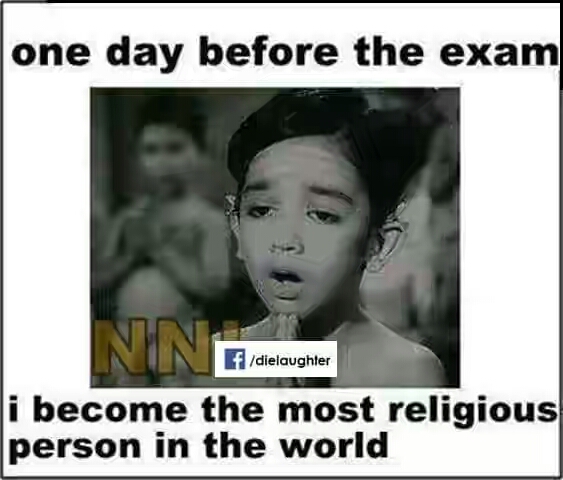 one day before the exam
NN
/dielaughter
i become the most religious
person in the world